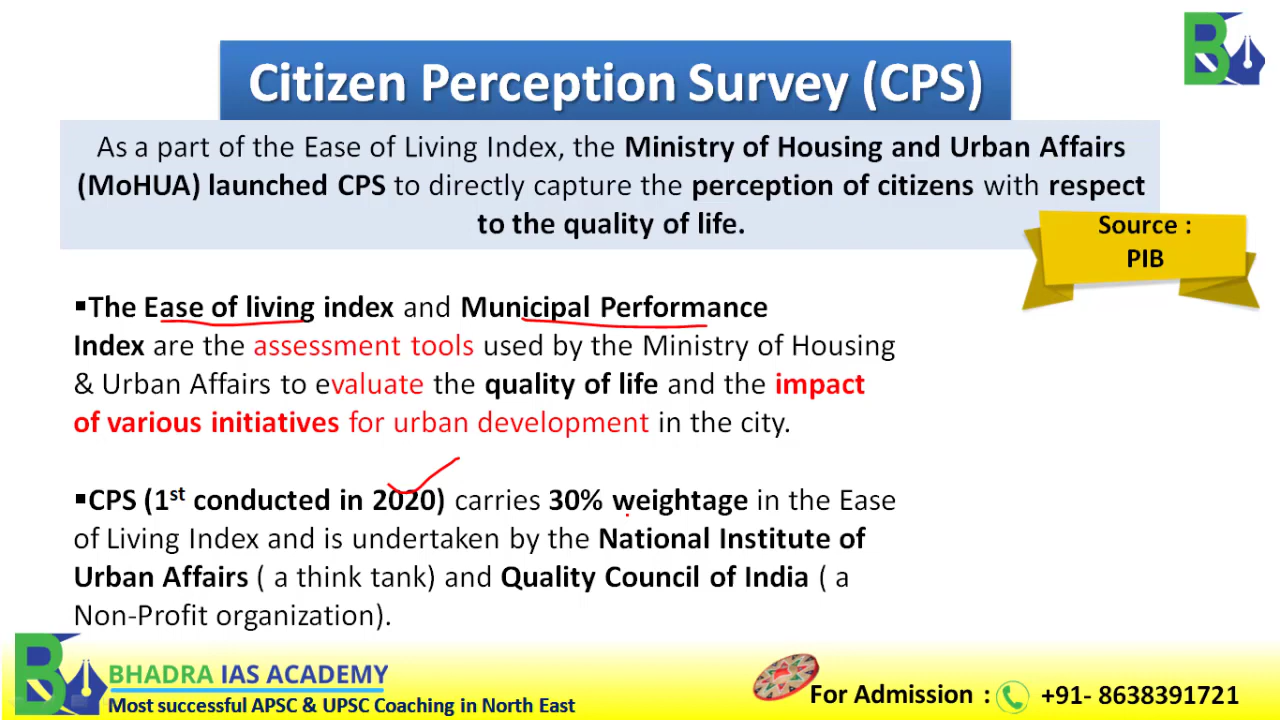 Citizen Perception Survey (CPS)
As a part of the Ease of Living Index, the Ministry of Housing and Urban Affairs
(MoHUA) launched CPS to directly capture the perception of citizens with respect
to the quality of life.
Source :
PIB
▪The Ease of living index and Municipal Performance
Index are the assessment tools used by the Ministry of Housing
& Urban Affairs to evaluate the quality of life and the impact
of various initiatives for urban development in the city.
▪CPS (1st conducted in 2020) carries 30% weightage in the Ease
of Living Index and is undertaken by the National Institute of
Urban Affairs ( a think tank) and Quality Council of India ( a
Non-Profit organization).
BHADRA IAS ACADEMY
Most successful APSC & UPSC Coaching in North East
For Admission : +91- 8638391721